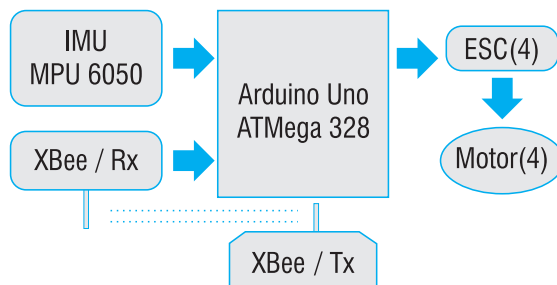 IMU
MPU 6050
XBee / Rx
Arduino Uno
ATMega 328
ESC(4)
Motor(4)
XBee / Tx